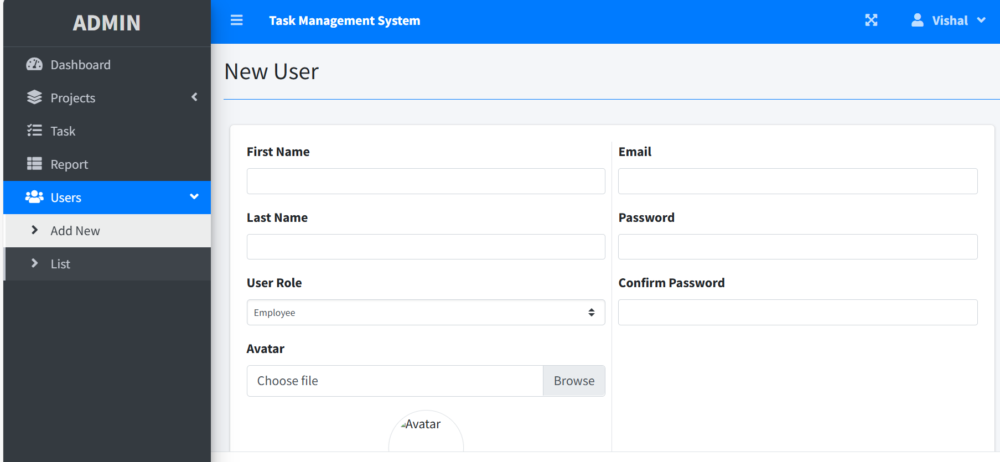 ADMIN
Task Management System
Vishal
Dashboard
Projects
Task
Report
Users
Add New
List
New User
First Name
Email
Last Name
Password
User Role
Confirm Password
Employee
Avatar
Choose file
Browse
Avatar